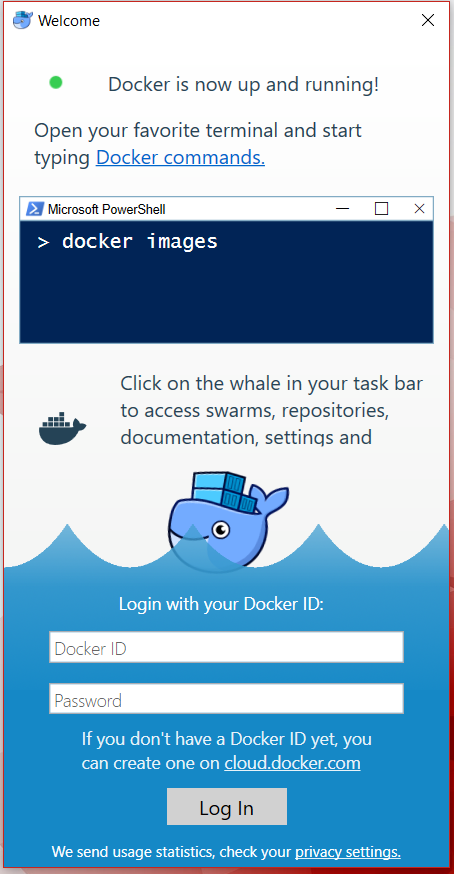 Welcome
Docker is now up and running!
Open your favorite terminal and start
typing Docker commands.
Microsoft PowerShell
> docker images
Click on the whale in your task bar
to access swarms, repositories,
documentation, settings and
Login with your Docker ID:
Docker ID
Password
If you don't have a Docker ID yet, you
can create one on cloud.docker.com
Log In
We send usage statistics, check your privacy settings.